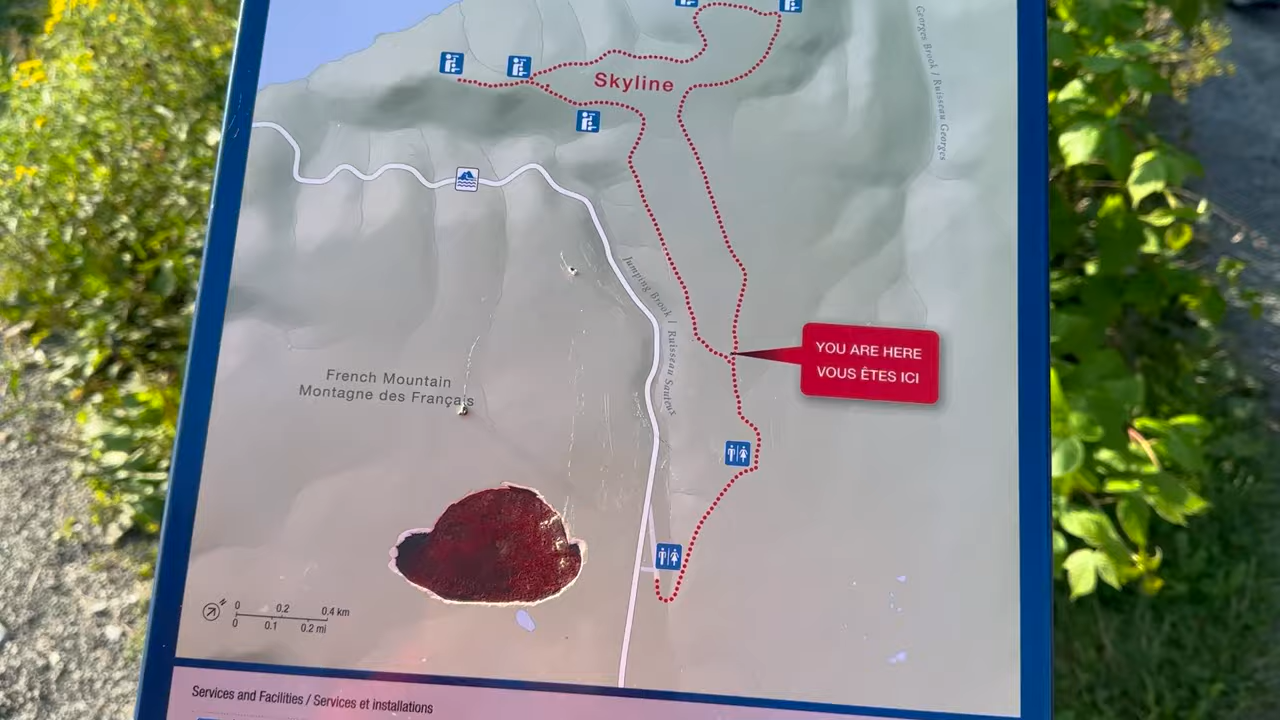 Georges Brook / Ruisseau Georges
Skyline
Jumping Brook / Ruisseau Sauteux
YOU ARE HERE
VOUS ÊTES ICI
French Mountain
Montagne des Français
N
0 0.2 0.4 km
0 0.1 0.2 mi
Services and Facilities / Services et installations